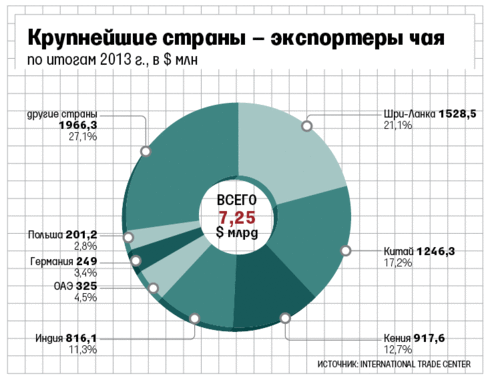 Крупнейшие страны – экспортеры чая
по итогам 2013 г., в $ млн
другие страны
1966,3
27,1%
Шри-Ланка 1528,5
21,1%
ВСЕГО
7,25
$ млрд
Польша 201,2
2,8%
Германия 249
3,4%
ОАЭ 325
4,5%
Китай 1246,3
17,2%
Индия 816,1
11,3%
Кения 917,6
12,7%
ИСТОЧНИК: INTERNATIONAL TRADE CENTER